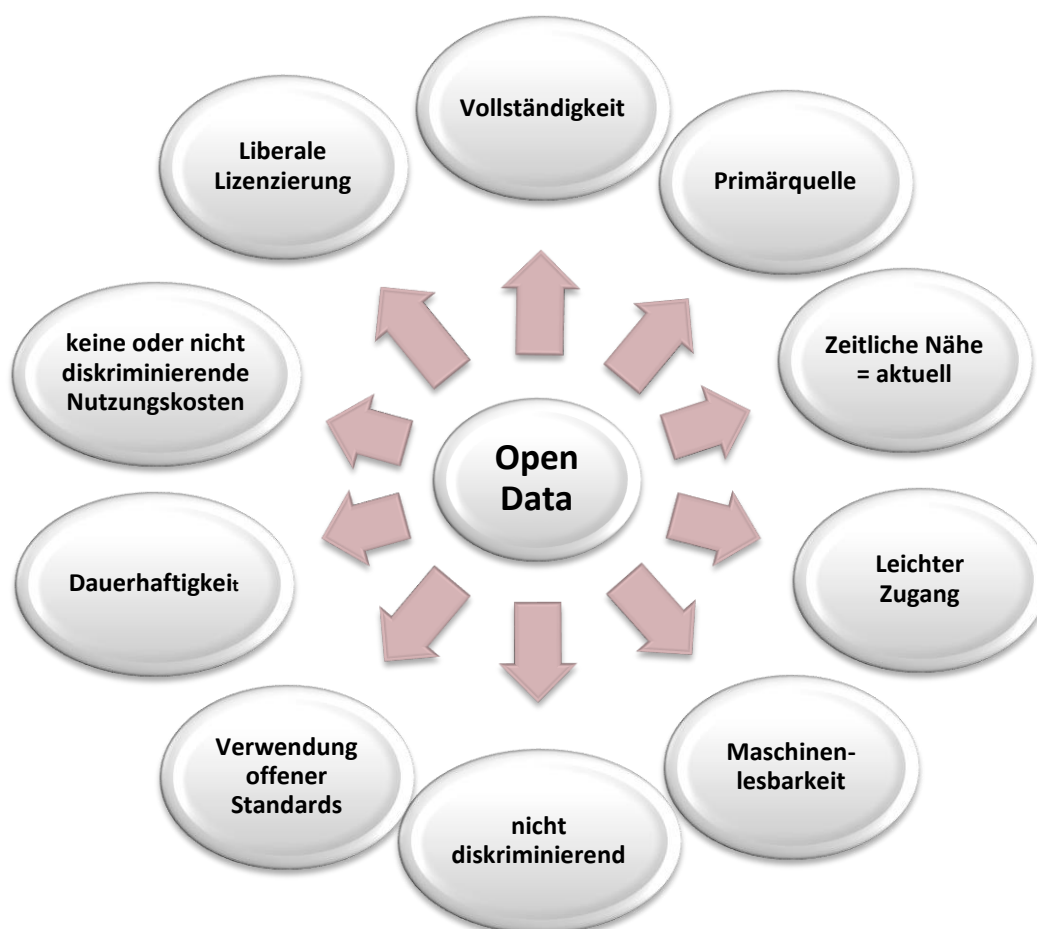 Vollständigkeit
Primärquelle
Zeitliche Nähe
= aktuell
Leichter
Zugang
Maschinen-
lesbarkeit
nicht
diskriminierend
Verwendung
offener
Standards
Dauerhaftigkeit
keine oder nicht
diskriminierende
Nutzungskosten
Liberale
Lizenzierung
Open
Data